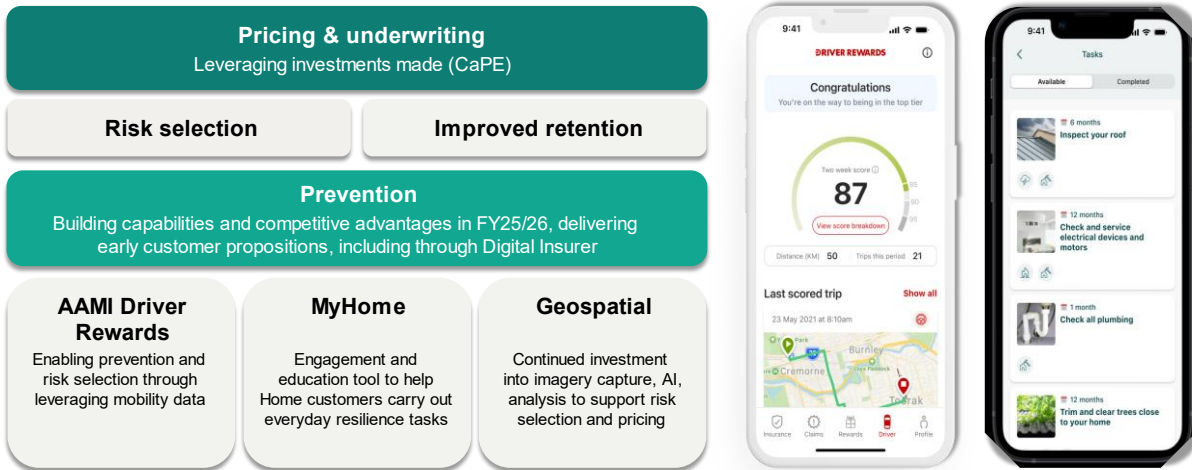 Pricing & underwriting
Leveraging investments made (CaPE)
Risk selection
Improved retention
Prevention
Building capabilities and competitive advantages in FY25/26, delivering
early customer propositions, including through Digital Insurer
AAMI Driver
Rewards
Enabling prevention and
risk selection through
leveraging mobility data
MyHome
Engagement and
education tool to help
Home customers carry out
everyday resilience tasks
Geospatial
Continued investment
into imagery capture, AI,
analysis to support risk
selection and pricing
9:41
DRIVER REWARDS
Congratulations
You're on the way to being in the top tier
Two week score
87
85
90
95
View score breakdown
Distance (KM) 50
Trips this period 21
Last scored trip
Show all
23 May 2021 at 8:10am
Park
Burnley
Cremorne
Toorak
Insurance
Claims
Rewards
Driver
Profile
9:41
Tasks
Available
Completed
6 months
Inspect your roof
12 months
Check and service
electrical devices and
motors
1 month
Check all plumbing
12 months
Trim and clear trees close
to your home